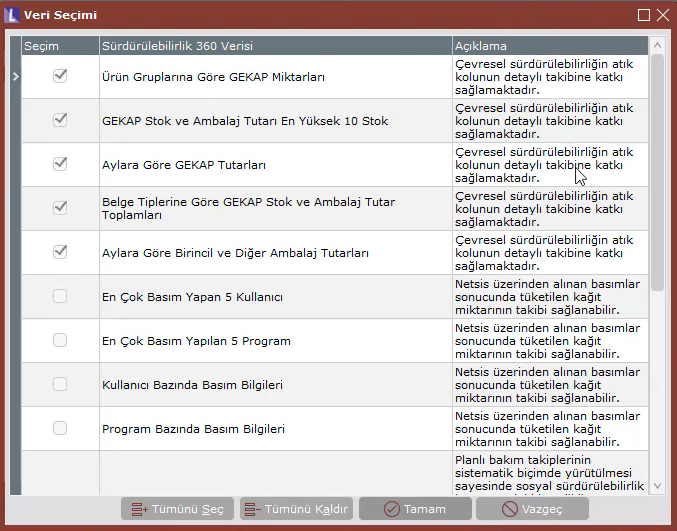 Veri Seçimi
Seçim Sürdürülebilirlik 360 Verisi Açıklama
Ürün Gruplarına Göre GEKAP Miktarları
Çevresel sürdürülebilirliğin atık
kolunun detaylı takibine katkı
sağlamaktadır.
GEKAP Stok ve Ambalaj Tutarı En Yüksek 10 Stok
Çevresel sürdürülebilirliğin atık
kolunun detaylı takibine katkı
sağlamaktadır.
Aylara Göre GEKAP Tutarları
Çevresel sürdürülebilirliğin atık
kolunun detaylı takibine katkı
sağlamaktadır.
Belge Tiplerine Göre GEKAP Stok ve Ambalaj Tutar
Toplamları
Çevresel sürdürülebilirliğin atık
kolunun detaylı takibine katkı
sağlamaktadır.
Aylara Göre Birincil ve Diğer Ambalaj Tutarları
Çevresel sürdürülebilirliğin atık
kolunun detaylı takibine katkı
sağlamaktadır.
En Çok Basım Yapan 5 Kullanıcı
Netsis üzerinden alınan basımlar
sonucunda tüketilen kağıt
miktarının takibi sağlanabilir.
En Çok Basım Yapılan 5 Program
Netsis üzerinden alınan basımlar
sonucunda tüketilen kağıt
miktarının takibi sağlanabilir.
Kullanıcı Bazında Basım Bilgileri
Netsis üzerinden alınan basımlar
sonucunda tüketilen kağıt
miktarının takibi sağlanabilir.
Program Bazında Basım Bilgileri
Netsis üzerinden alınan basımlar
sonucunda tüketilen kağıt
miktarının takibi sağlanabilir.
Planlı bakım takiplerinin
sistematik biçimde yürütülmesi
sayesinde sosyal sürdürülebilirlik
Tümünü Seç Tümünü Kaldır Tamam Vazgeç